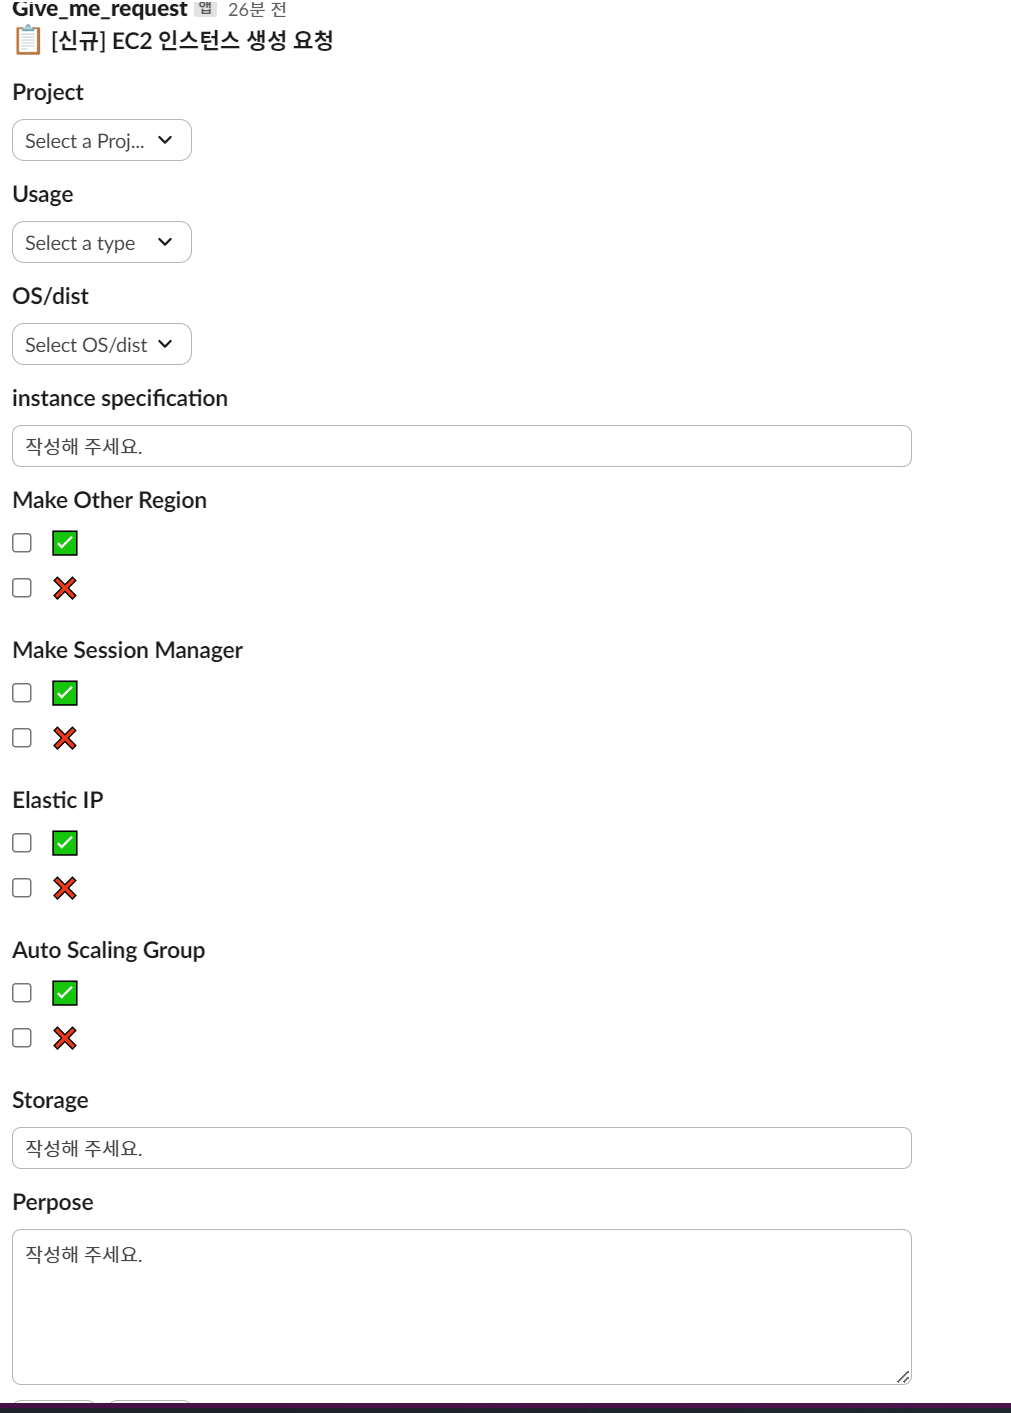 Give_me_request 앱 26분 전
[신규] EC2 인스턴스 생성 요청
Project
Select a Proj...
Usage
Select a type
OS/dist
Select OS/dist
instance specification
작성해 주세요.
Make Other Region
Make Session Manager
Elastic IP
Auto Scaling Group
Storage
작성해 주세요.
Perpose
작성해 주세요.